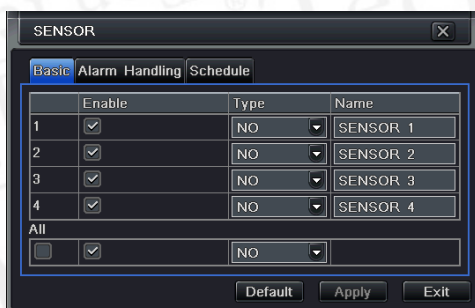 SENSOR
Basic Alarm Handling Schedule
Enable Type Name
1 NO SENSOR 1
2 NO SENSOR 2
3 NO SENSOR 3
4 NO SENSOR 4
All
NO
Default Apply Exit